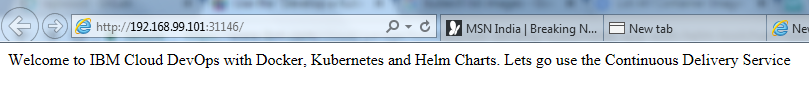 http://192.168.99.101:31146/
MSN India | Breaking N...
New tab
Ne
Welcome to IBM Cloud DevOps with Docker, Kubernetes and Helm Charts. Lets go use the Continuous Delivery Service